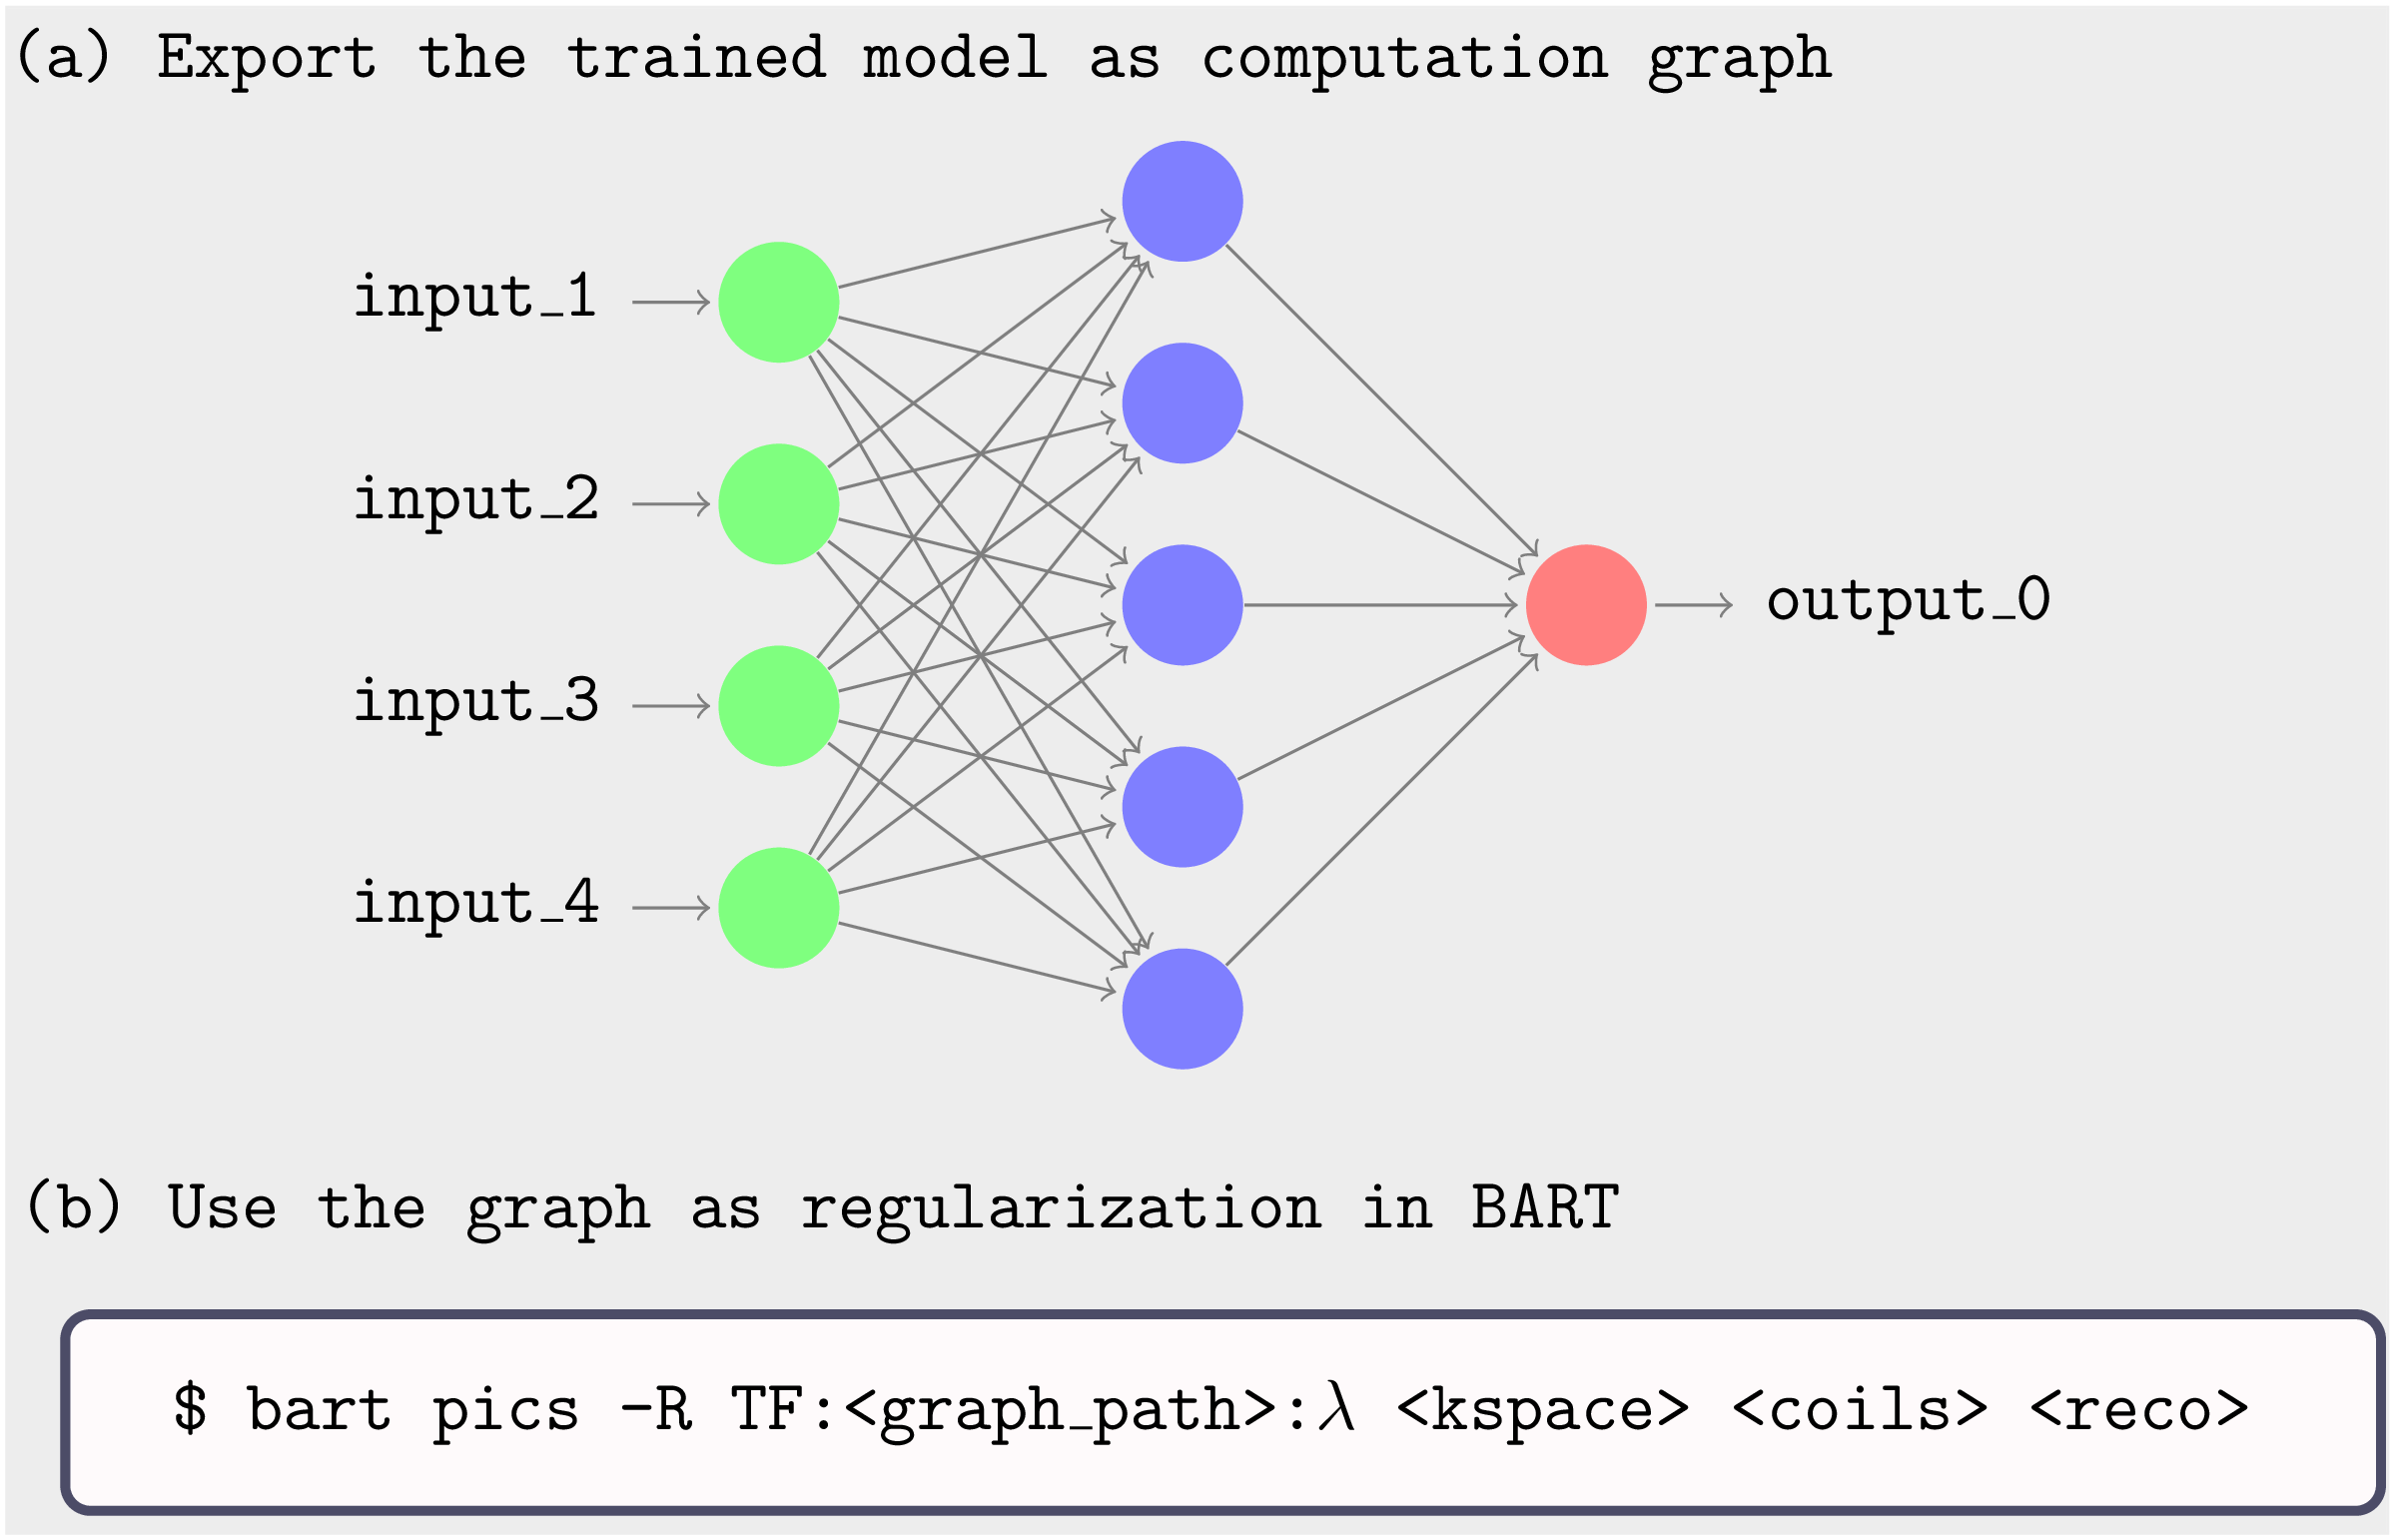 (a) Export the trained model as computation graph
input_1
input_2
output_0
input_3
input_4
(b) Use the graph as regularization in BART
$ bart pics -R TF:<graph_path>:λ <kspace> <coils> <reco>